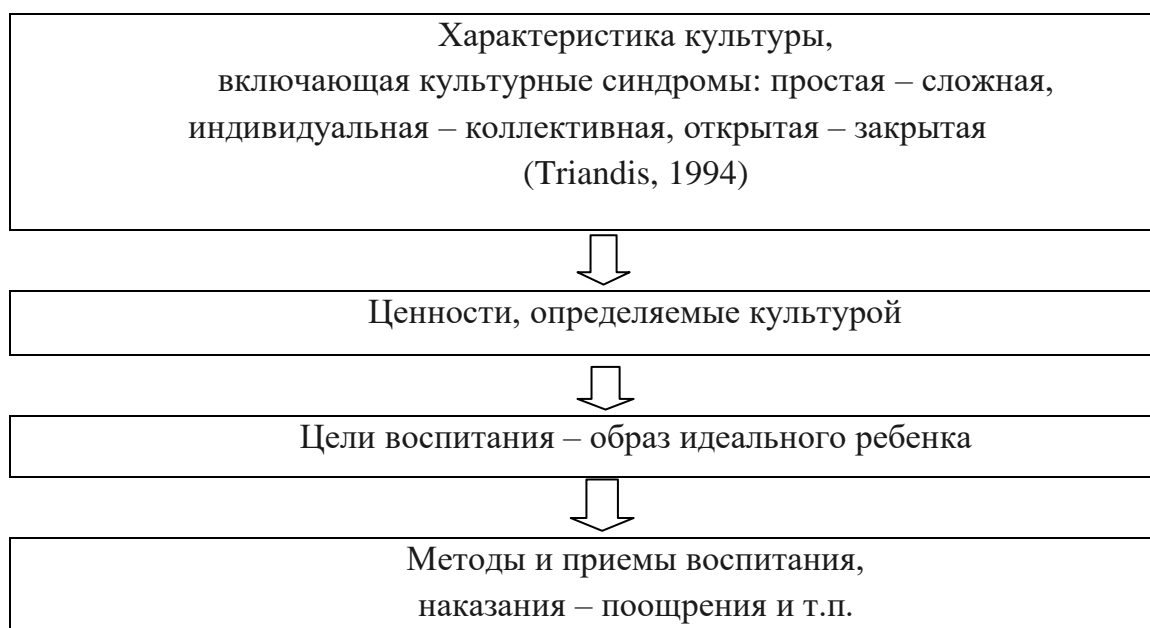 Характеристика культуры,
включающая культурные синдромы: простая – сложная,
индивидуальная – коллективная, открытая – закрытая
(Triandis, 1994)
Ценности, определяемые культурой
Цели воспитания – образ идеального ребенка
Методы и приемы воспитания,
наказания – поощрения и т.п.